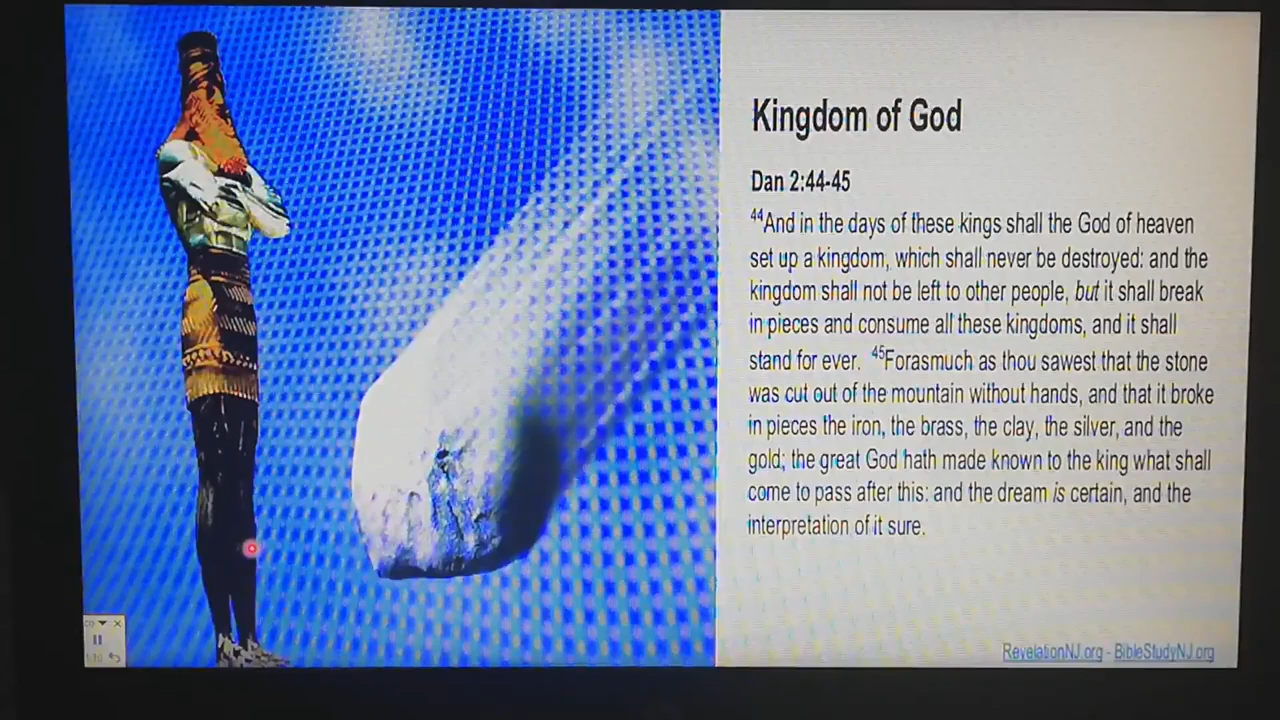 Kingdom of God
Dan 2:44-45
44And in the days of these kings shall the God of heaven
set up a kingdom, which shall never be destroyed: and the
kingdom shall not be left to other people, but it shall break
in pieces and consume all these kingdoms, and it shall
stand for ever. 45Forasmuch as thou sawest that the stone
was cut out of the mountain without hands, and that it broke
in pieces the iron, the brass, the clay, the silver, and the
gold; the great God hath made known to the king what shall
come to pass after this: and the dream is certain, and the
interpretation of it sure.
RevelationNJ.org - BibleStudyNJ.org